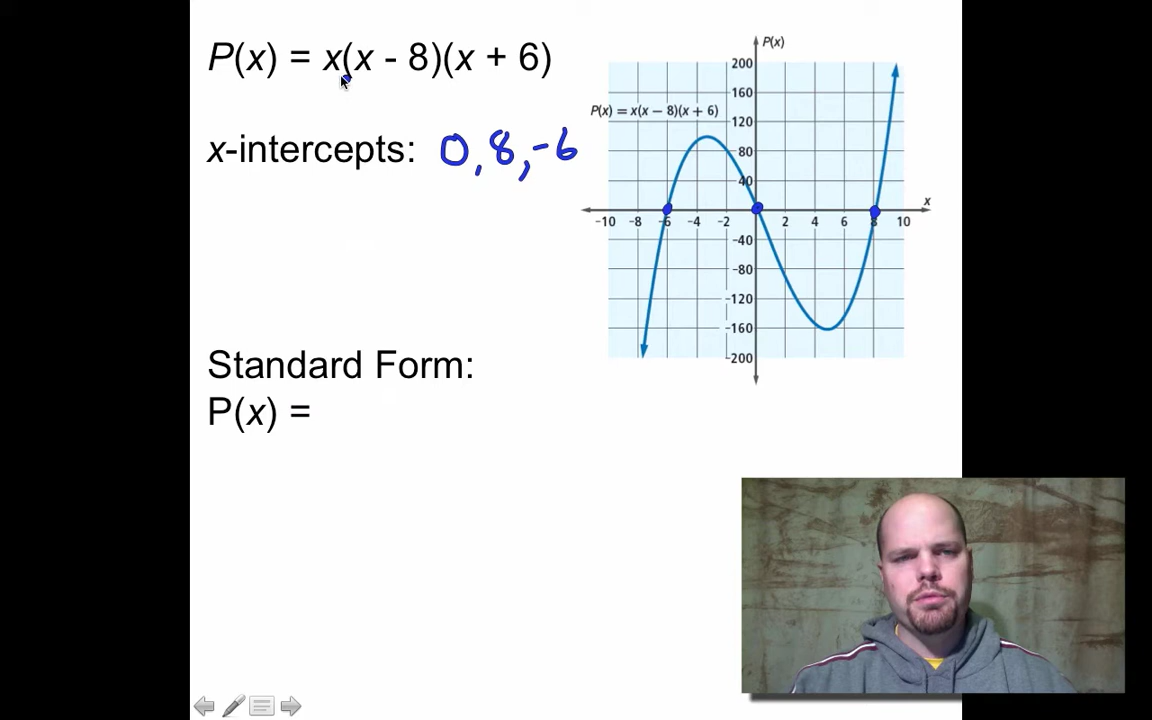 P(x) = x(x - 8)(x + 6)
x-intercepts: 0, 8, -6
Standard Form:
P(x) =
P(x)
200
160
P(x) = x(x − 8)(x + 6)
120
80
40
x
−10 −8 −6 −4 −2 2 4 6 8 10
−40
−80
−120
−160
−200